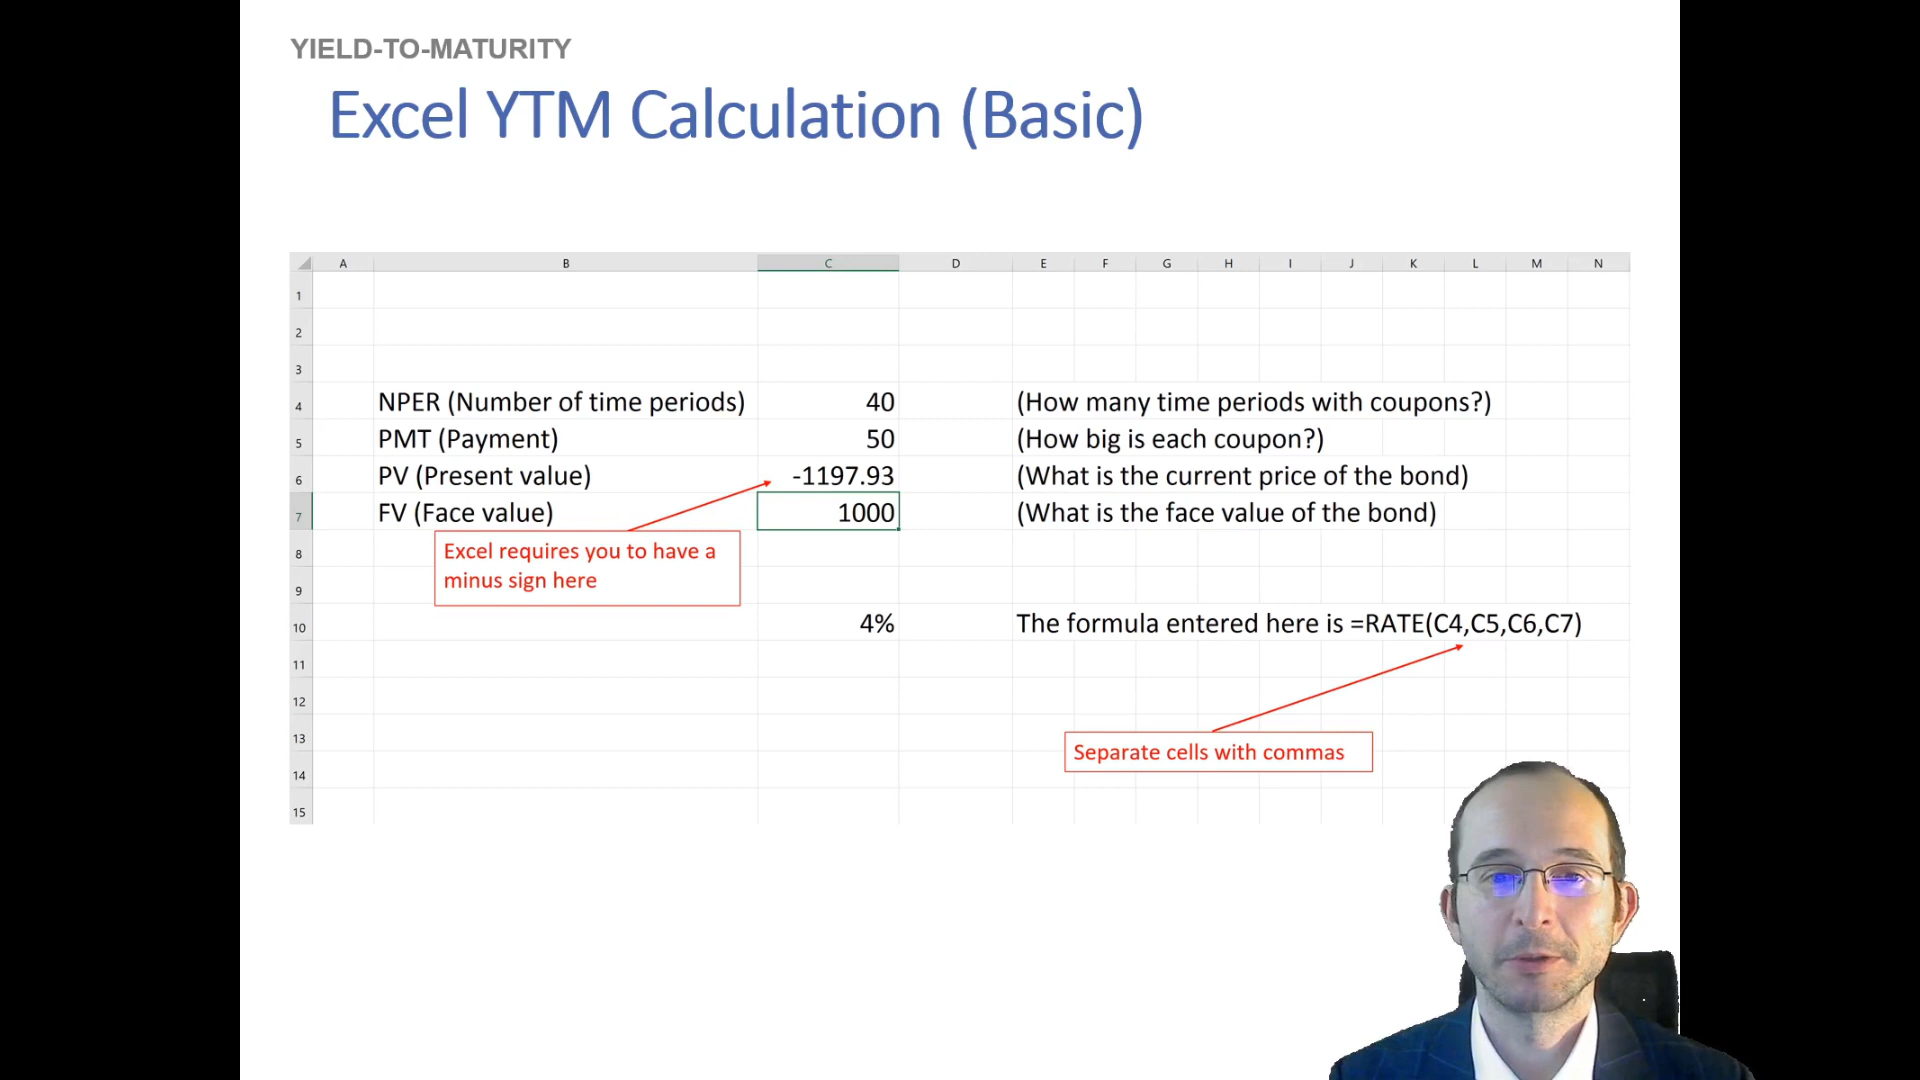 YIELD-TO-MATURITY
Excel YTM Calculation (Basic)
A B C D E F G H I J K L M N
1
2
3
4 NPER (Number of time periods) 40 (How many time periods with coupons?)
5 PMT (Payment) 50 (How big is each coupon?)
6 PV (Present value) -1197.93 (What is the current price of the bond)
7 FV (Face value) 1000 (What is the face value of the bond)
Excel requires you to have a
minus sign here
8
9
10 4% The formula entered here is =RATE(C4,C5,C6,C7)
11
12
13
Separate cells with commas
14
15